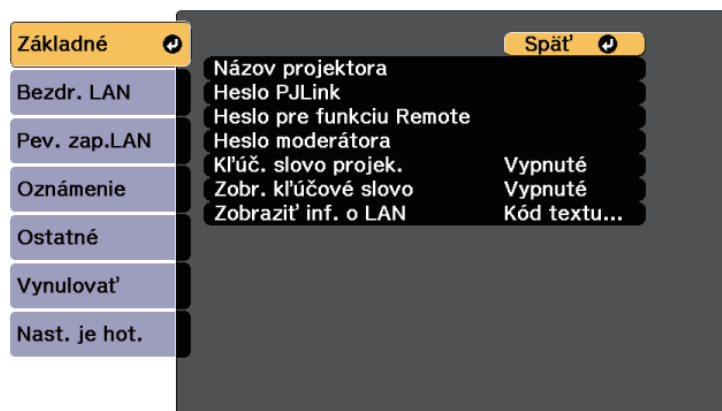 Základné
Bezdr. LAN
Pev. zap.LAN
Oznámenie
Ostatné
Vynulovať
Nast. je hot.
Späť
Názov projektora
Heslo PJLink
Heslo pre funkciu Remote
Heslo moderátora
Kľúč. slovo projek. Vypnuté
Zobr. kľúčové slovo Vypnuté
Zobraziť inf. o LAN Kód textu...